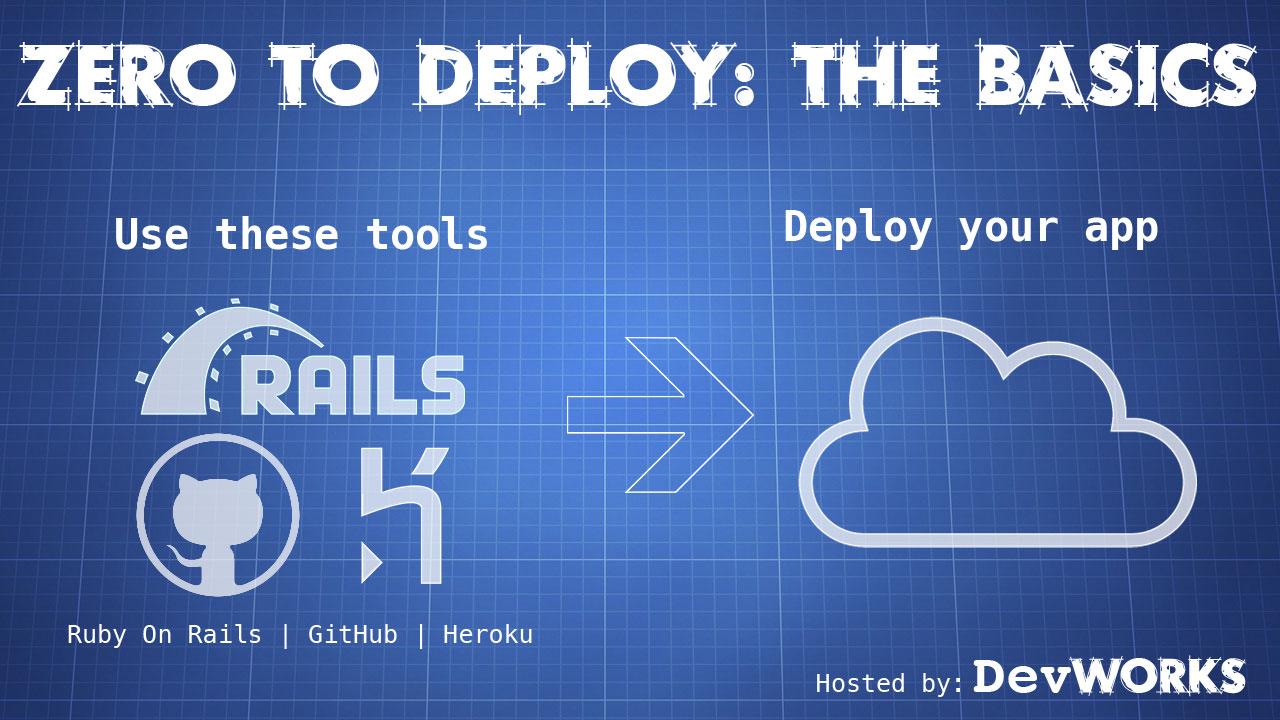 ZERO TO DEPLOY: THE BASICS
Use these tools
RAILS
Ruby On Rails | GitHub | Heroku
Deploy your app
Hosted by: DevWORKS